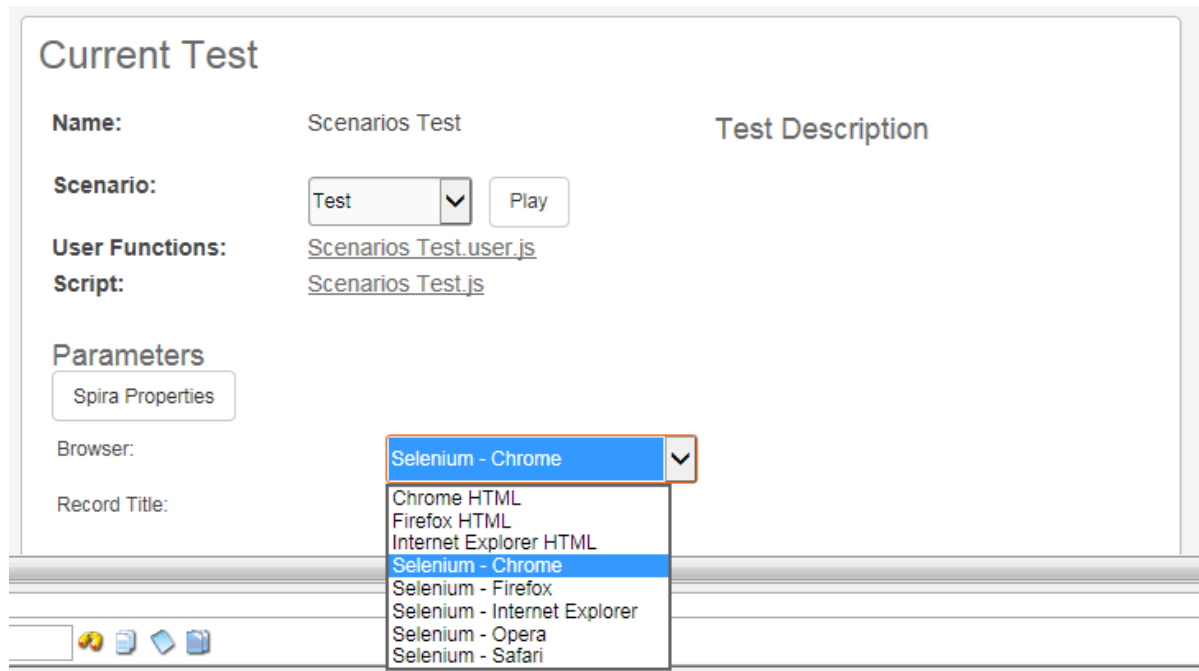 Current Test
Name: Scenarios Test
Test Description
Scenario: Test Play
User Functions: Scenarios Test.user.js
Script: Scenarios Test.js
Parameters
Spira Properties
Browser: Selenium - Chrome
Record Title:
Chrome HTML
Firefox HTML
Internet Explorer HTML
Selenium - Chrome
Selenium - Firefox
Selenium - Internet Explorer
Selenium - Opera
Selenium - Safari